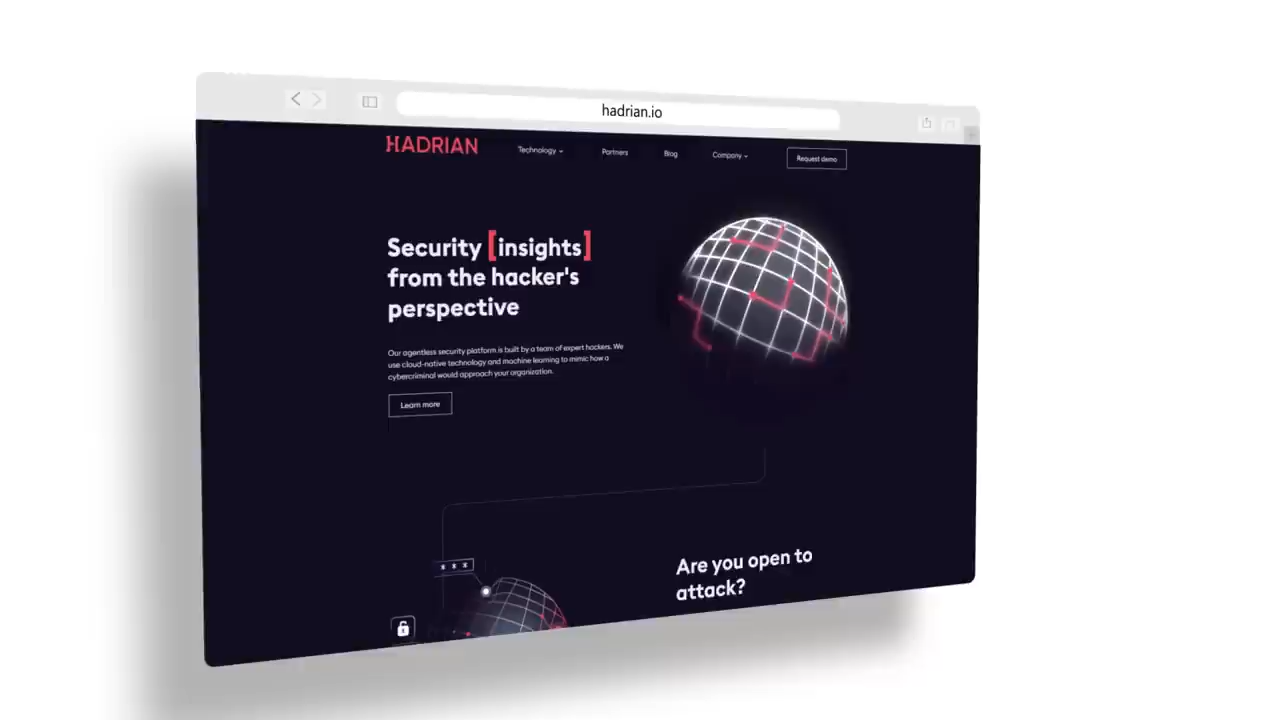 hadrian.io
HADRIAN
Technology
Partners
Blog
Company
Request demo
Security [insights]
from the hacker's
perspective
Our agentless security platform is built by a team of expert hackers. We
use cloud-native technology and machine learning to mimic how a
cybercriminal would approach your organization.
Learn more
* * *
Are you open to
attack?